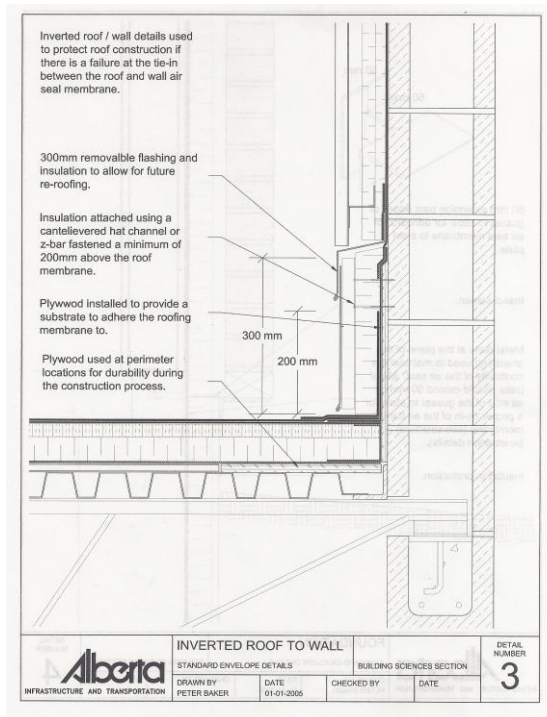 Inverted roof / wall details used
to protect roof construction if
there is a failure at the tie-in
between the roof and wall air
seal membrane.
300mm removalble flashing and
insulation to allow for future
re-roofing.
Insulation attached using a
cantelievered hat channel or
z-bar fastened a minimum of
200mm above the roof
membrane.
Plywwod installed to provide a
substrate to adhere the roofing
membrane to.
Plywood used at perimeter
locations for durability during
the construction process.
300 mm
200 mm
Alberta
INFRASTRUCTURE AND TRANSPORTATION
INVERTED ROOF TO WALL
STANDARD ENVELOPE DETAILS
BUILDING SCIENCES SECTION
DRAWN BY
PETER BAKER
DATE
01-01-2005
CHECKED BY
DATE
DETAIL
NUMBER
3